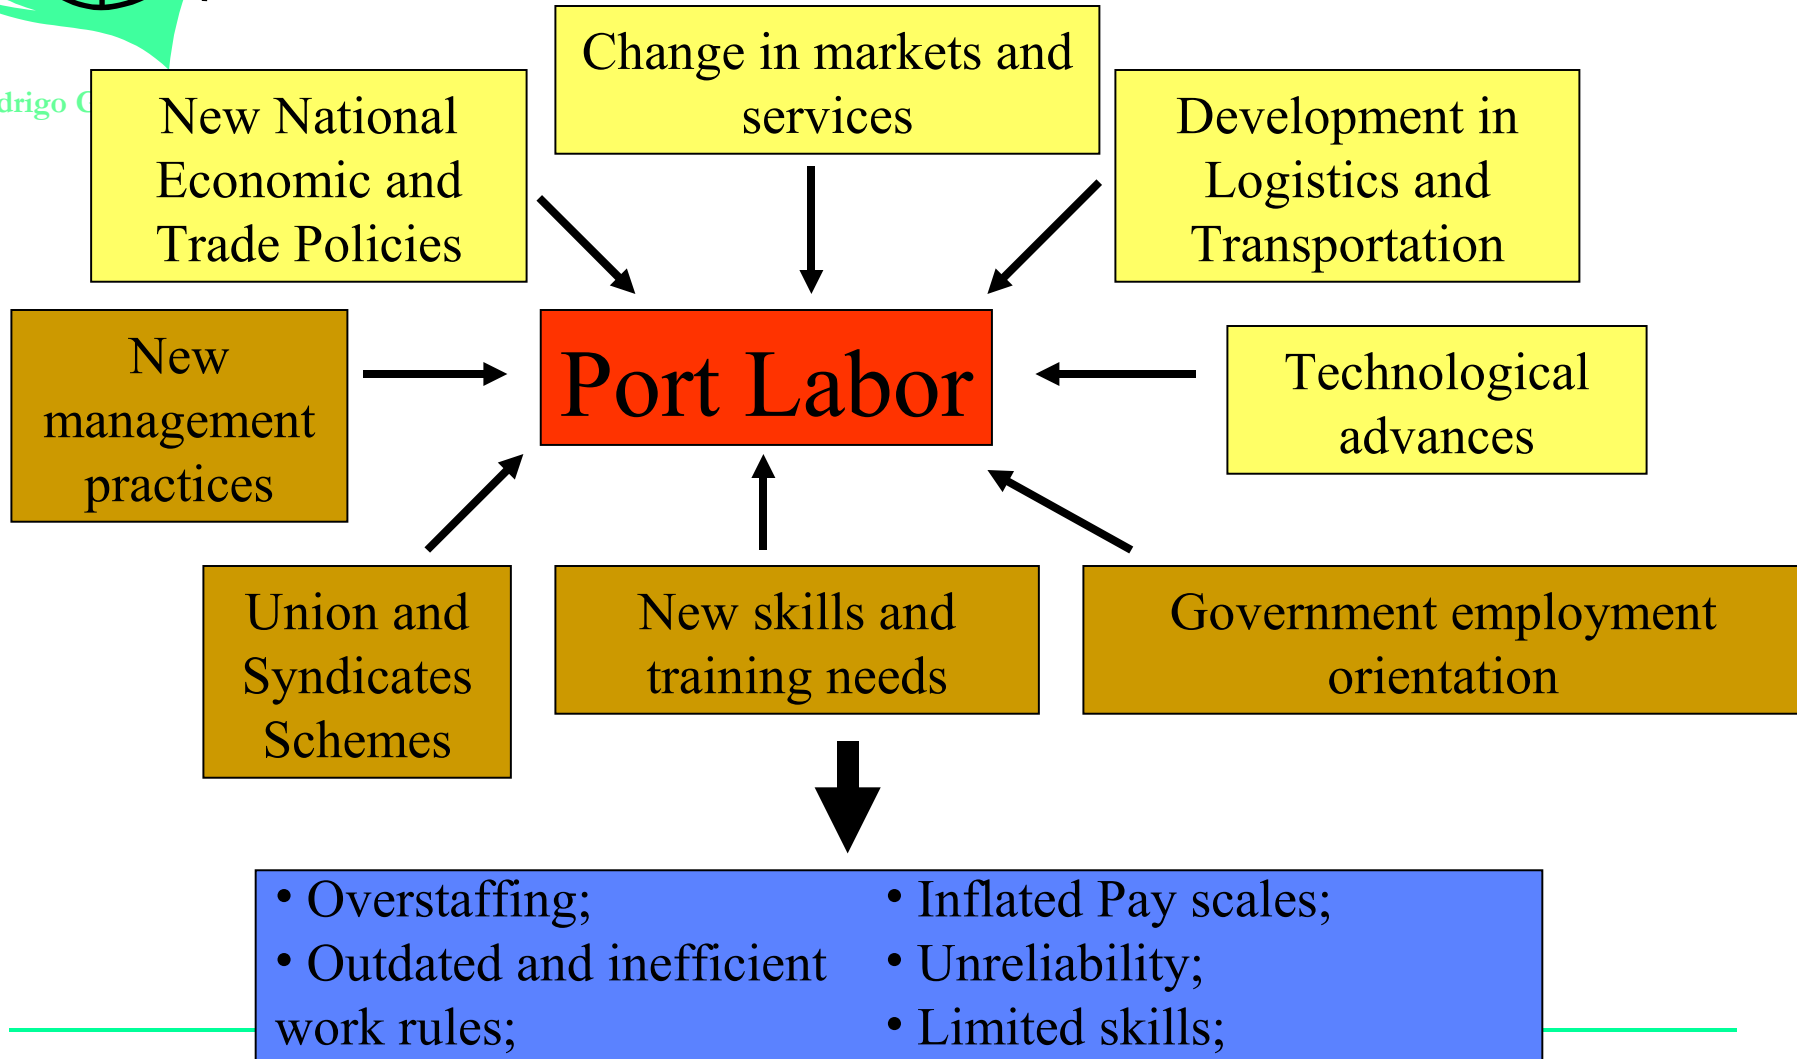 drigo
New National
Economic and
Trade Policies
Change in markets and
services
Development in
Logistics and
Transportation
New
management
practices
Port Labor
Technological
advances
Union and
Syndicates
Schemes
New skills and
training needs
Government employment
orientation
• Overstaffing;
• Outdated and inefficient
work rules;
• Inflated Pay scales;
• Unreliability;
• Limited skills;